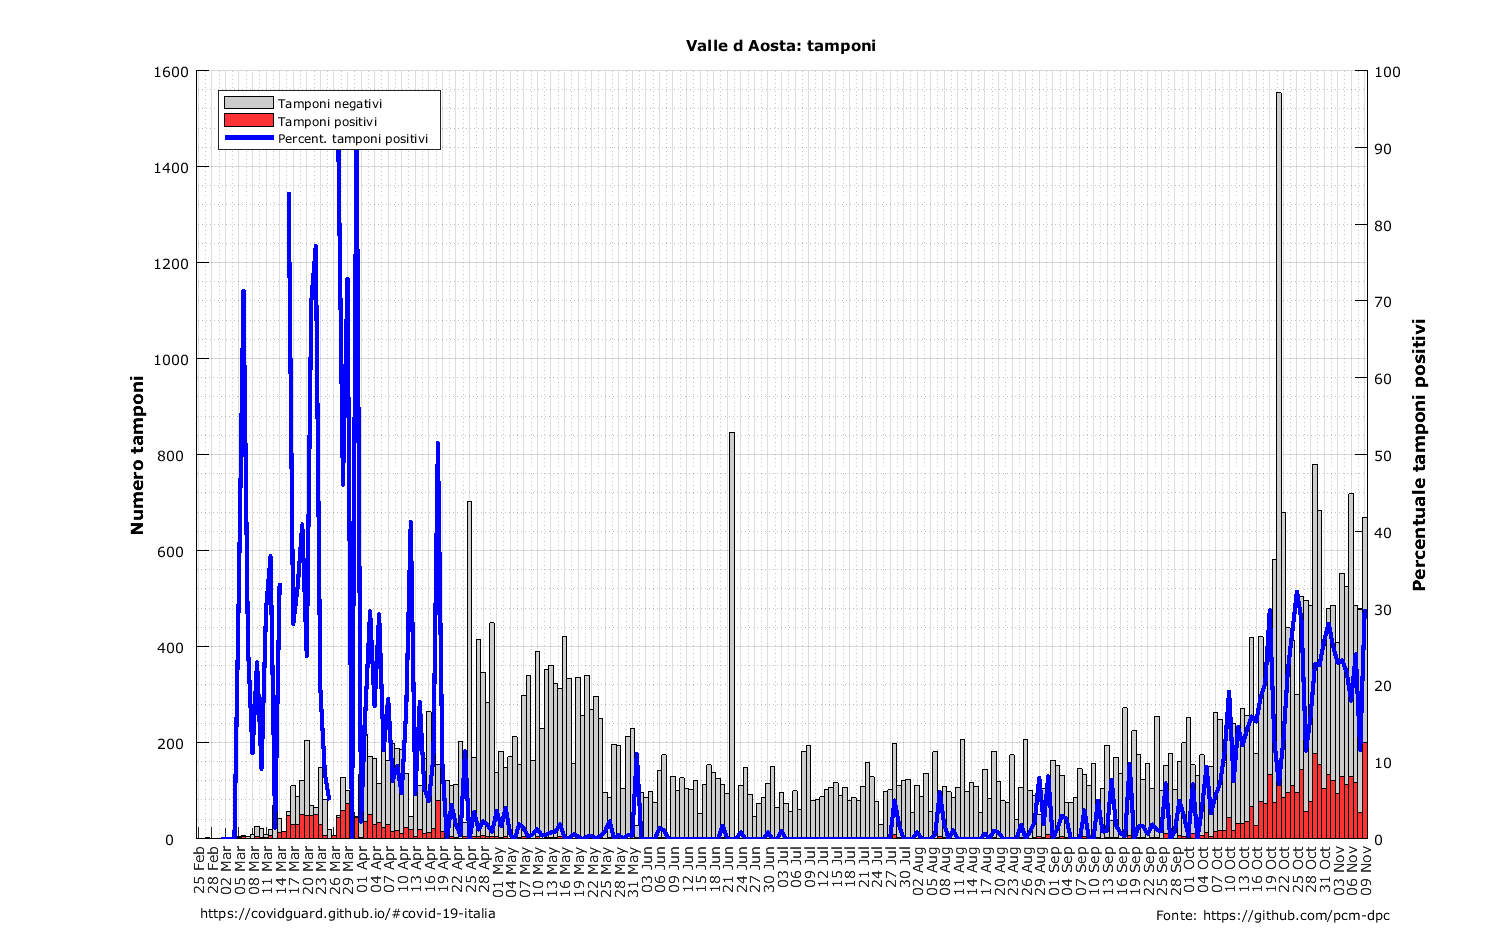 Valle d Aosta: tamponi
Tamponi negativi
Tamponi positivi
Percent. tamponi positivi
Numero tamponi
1600
1400
1200
1000
800
600
400
200
0
Percentuale tamponi positivi
100
90
80
70
60
50
40
30
20
10
0
25 Feb
28 Feb
02 Mar
05 Mar
08 Mar
11 Mar
14 Mar
17 Mar
20 Mar
23 Mar
26 Mar
29 Mar
01 Apr
04 Apr
07 Apr
10 Apr
13 Apr
16 Apr
19 Apr
22 Apr
25 Apr
28 Apr
01 May
04 May
07 May
10 May
13 May
16 May
19 May
22 May
25 May
28 May
31 May
03 Jun
06 Jun
09 Jun
12 Jun
15 Jun
18 Jun
21 Jun
24 Jun
27 Jun
30 Jun
03 Jul
06 Jul
09 Jul
12 Jul
15 Jul
18 Jul
21 Jul
24 Jul
27 Jul
30 Jul
02 Aug
05 Aug
08 Aug
11 Aug
14 Aug
17 Aug
20 Aug
23 Aug
26 Aug
29 Aug
01 Sep
04 Sep
07 Sep
10 Sep
13 Sep
16 Sep
19 Sep
22 Sep
25 Sep
28 Sep
01 Oct
04 Oct
07 Oct
10 Oct
13 Oct
16 Oct
19 Oct
22 Oct
25 Oct
28 Oct
31 Oct
03 Nov
06 Nov
09 Nov
https://covidguard.github.io/#covid-19-italia
Fonte: https://github.com/pcm-dpc